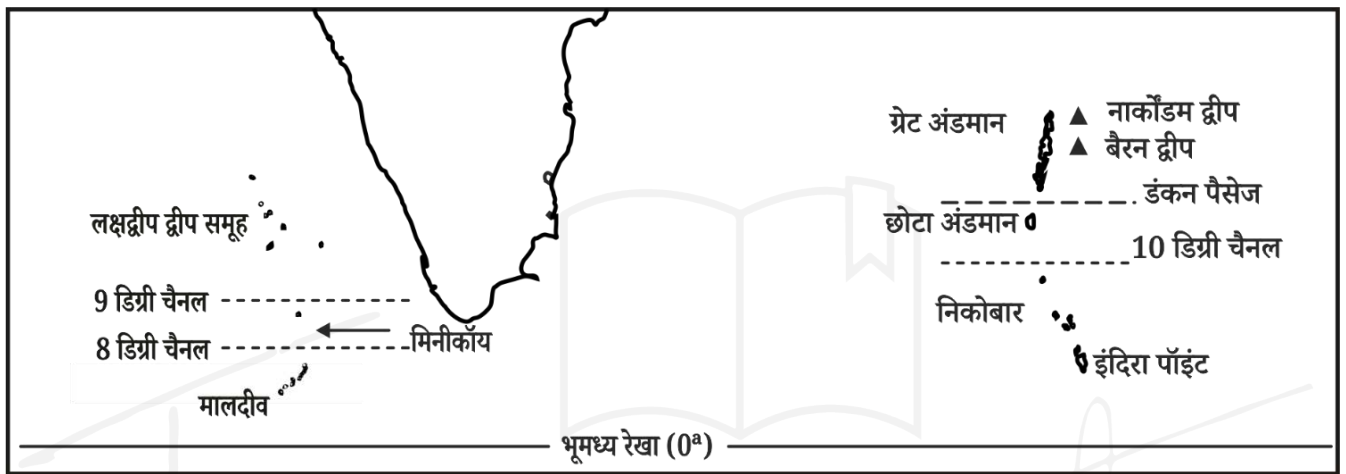 ग्रेट अंडमान
नार्कोंडम द्वीप
बैरन द्वीप
डंकन पैसेज
छोटा अंडमान
10 डिग्री चैनल
निकोबार
इंदिरा पॉइंट
लक्षद्वीप द्वीप समूह
9 डिग्री चैनल
8 डिग्री चैनल
मिनीकॉय
मालदीव
भूमध्य रेखा (0ª)